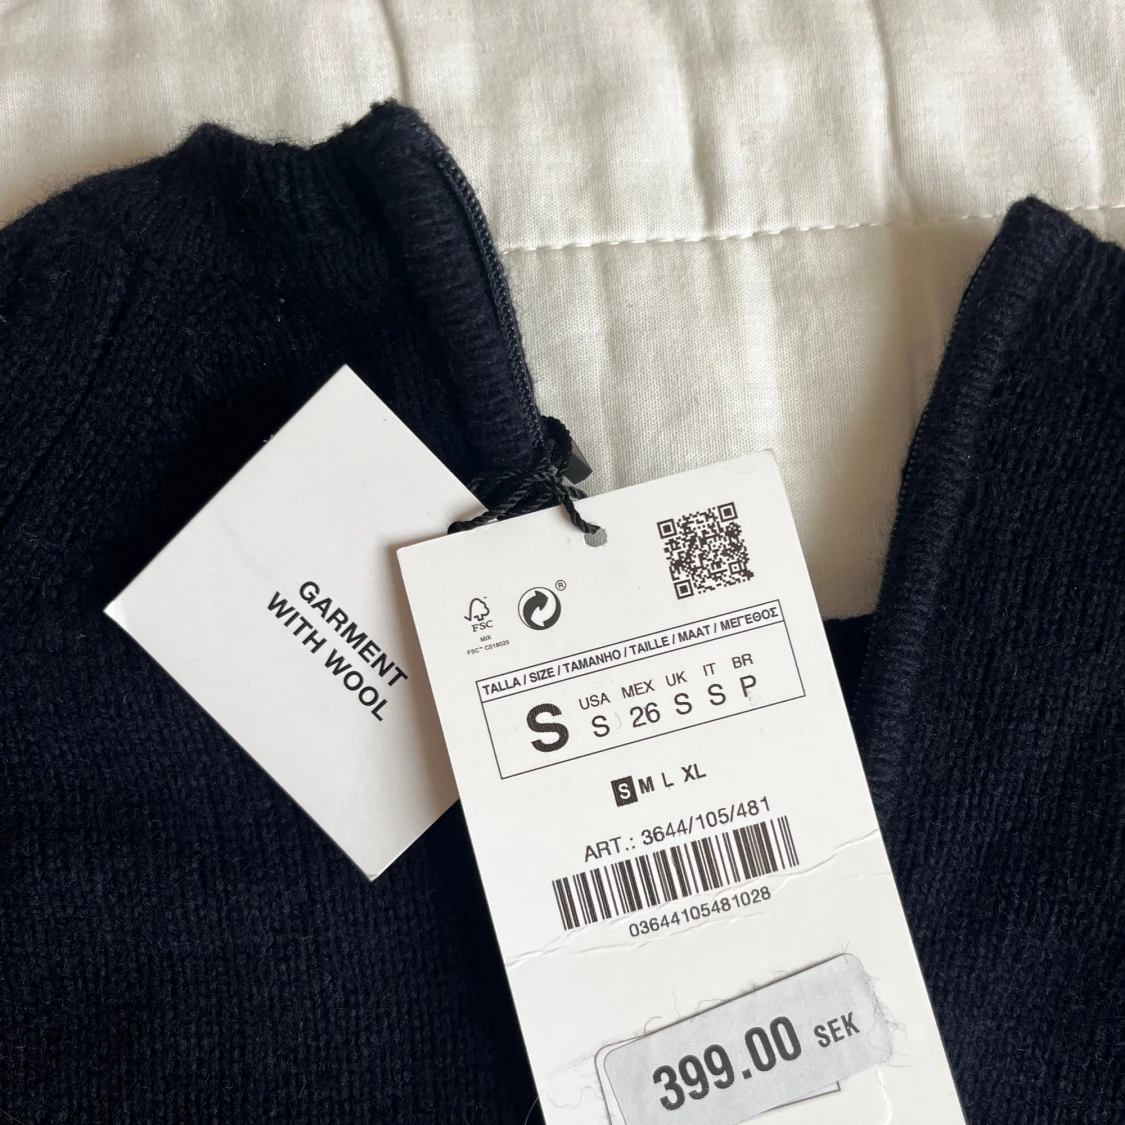 GARMENT
WITH WOOL
FSC
MIX
FSC™ C018020
®
TALLA / SIZE / TAMANHO / TAILLE / MAAT / ΜΕΓΕΘΟΣ
S
USA MEX UK IT BR
S 26 S S P
S M L XL
ART.: 3644/105/481
03644105481028
399.00 SEK